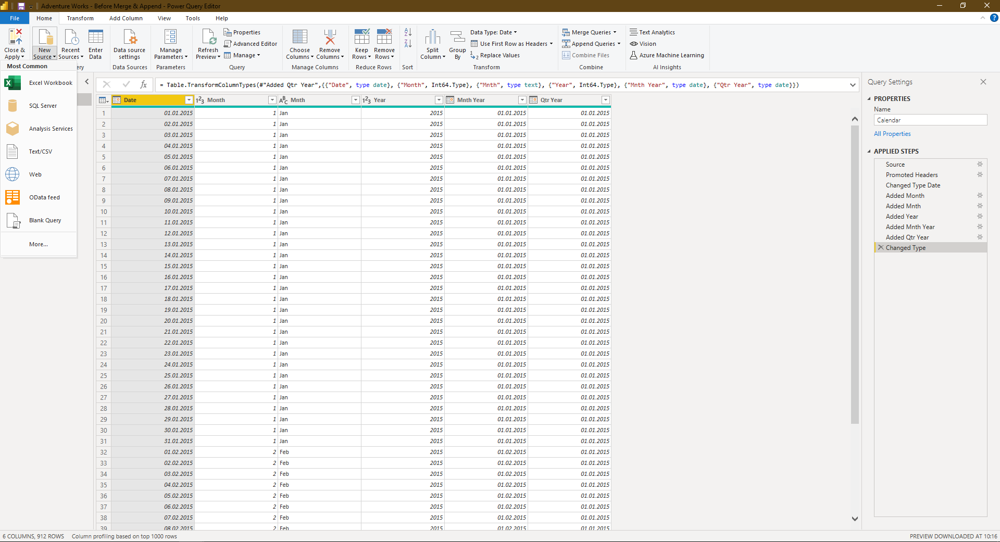 Adventure Works - Before Merge & Append - Power Query Editor
File Home Transform Add Column View Tools Help
Close & Apply
New Source
Recent Sources
Enter Data
Data source settings
Data Sources
Manage Parameters
Parameters
Refresh Preview
Properties
Advanced Editor
Manage
Query
Choose Columns
Remove Columns
Manage Columns
Keep Rows
Remove Rows
Reduce Rows
Sort
Split Column
Group By
Data Type: Date
Use First Row as Headers
Replace Values
Transform
Merge Queries
Append Queries
Combine Files
Combine
Text Analytics
Vision
Azure Machine Learning
AI Insights
Most Common
Excel Workbook
SQL Server
Analysis Services
Text/CSV
Web
OData feed
Blank Query
More...
= Table.TransformColumnTypes(#"Added Qtr Year",{{"Date", type date}, {"Month", Int64.Type}, {"Mnth", type text}, {"Year", Int64.Type}, {"Mnth Year", type date}, {"Qtr Year", type date}})
Date Month Mnth Year Mnth Year Qtr Year
1 01.01.2015 1 Jan 2015 01.01.2015 01.01.2015
2 02.01.2015 1 Jan 2015 01.01.2015 01.01.2015
3 03.01.2015 1 Jan 2015 01.01.2015 01.01.2015
4 04.01.2015 1 Jan 2015 01.01.2015 01.01.2015
5 05.01.2015 1 Jan 2015 01.01.2015 01.01.2015
6 06.01.2015 1 Jan 2015 01.01.2015 01.01.2015
7 07.01.2015 1 Jan 2015 01.01.2015 01.01.2015
8 08.01.2015 1 Jan 2015 01.01.2015 01.01.2015
9 09.01.2015 1 Jan 2015 01.01.2015 01.01.2015
10 10.01.2015 1 Jan 2015 01.01.2015 01.01.2015
11 11.01.2015 1 Jan 2015 01.01.2015 01.01.2015
12 12.01.2015 1 Jan 2015 01.01.2015 01.01.2015
13 13.01.2015 1 Jan 2015 01.01.2015 01.01.2015
14 14.01.2015 1 Jan 2015 01.01.2015 01.01.2015
15 15.01.2015 1 Jan 2015 01.01.2015 01.01.2015
16 16.01.2015 1 Jan 2015 01.01.2015 01.01.2015
17 17.01.2015 1 Jan 2015 01.01.2015 01.01.2015
18 18.01.2015 1 Jan 2015 01.01.2015 01.01.2015
19 19.01.2015 1 Jan 2015 01.01.2015 01.01.2015
20 20.01.2015 1 Jan 2015 01.01.2015 01.01.2015
21 21.01.2015 1 Jan 2015 01.01.2015 01.01.2015
22 22.01.2015 1 Jan 2015 01.01.2015 01.01.2015
23 23.01.2015 1 Jan 2015 01.01.2015 01.01.2015
24 24.01.2015 1 Jan 2015 01.01.2015 01.01.2015
25 25.01.2015 1 Jan 2015 01.01.2015 01.01.2015
26 26.01.2015 1 Jan 2015 01.01.2015 01.01.2015
27 27.01.2015 1 Jan 2015 01.01.2015 01.01.2015
28 28.01.2015 1 Jan 2015 01.01.2015 01.01.2015
29 29.01.2015 1 Jan 2015 01.01.2015 01.01.2015
30 30.01.2015 1 Jan 2015 01.01.2015 01.01.2015
31 31.01.2015 1 Jan 2015 01.01.2015 01.01.2015
32 01.02.2015 2 Feb 2015 01.02.2015 01.01.2015
33 02.02.2015 2 Feb 2015 01.02.2015 01.01.2015
34 03.02.2015 2 Feb 2015 01.02.2015 01.01.2015
35 04.02.2015 2 Feb 2015 01.02.2015 01.01.2015
36 05.02.2015 2 Feb 2015 01.02.2015 01.01.2015
37 06.02.2015 2 Feb 2015 01.02.2015 01.01.2015
38 07.02.2015 2 Feb 2015 01.02.2015 01.01.2015
39 08.02.2015 2 Feb 2015 01.02.2015 01.01.2015
Query Settings
PROPERTIES
Name
Calendar
All Properties
APPLIED STEPS
Source
Promoted Headers
Changed Type Date
Added Month
Added Mnth
Added Year
Added Mnth Year
Added Qtr Year
Changed Type
6 COLUMNS, 912 ROWS Column profiling based on top 1000 rows
PREVIEW DOWNLOADED AT 10:16